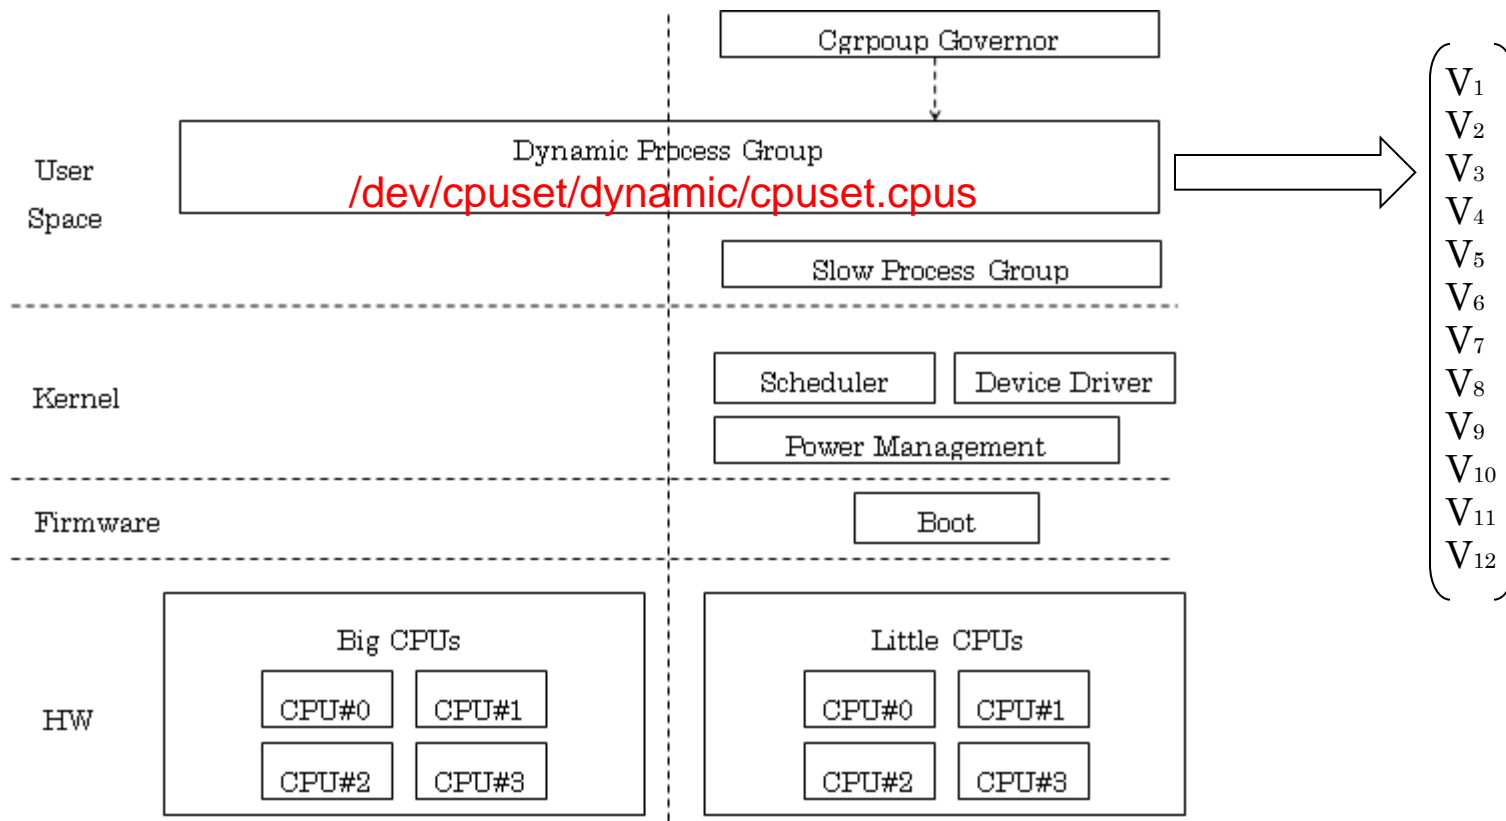 Cgrpoup Governor
Dynamic Process Group
/dev/cpuset/dynamic/cpuset.cpus
User
Space
Slow Process Group
Kernel
Scheduler
Device Driver
Power Management
Firmware
Boot
HW
Big CPUs
CPU#0
CPU#1
CPU#2
CPU#3
Little CPUs
CPU#0
CPU#1
CPU#2
CPU#3
V1
V2
V3
V4
V5
V6
V7
V8
V9
V10
V11
V12